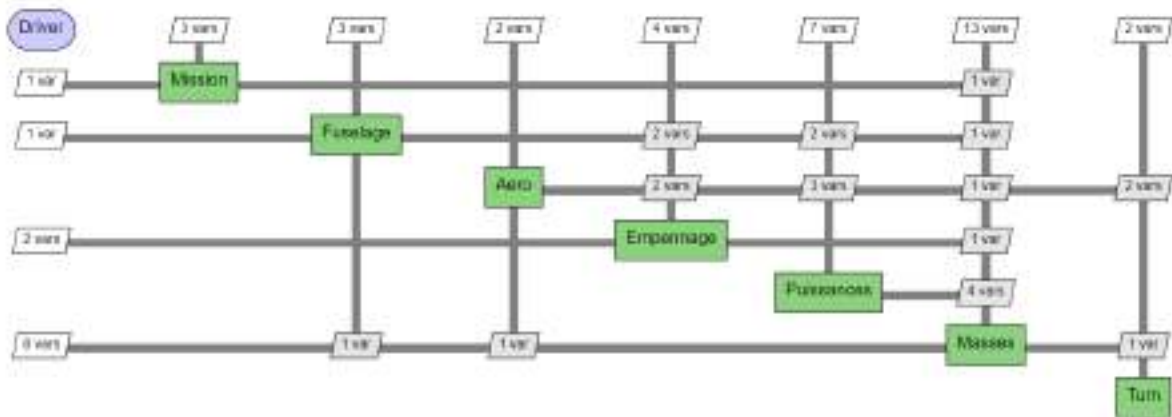 Driver 3 vars 3 vars 2 vars 4 vars 7 vars 13 vars 2 vars
1 var Mission 1 var
1 var Fuselage 2 vars 2 vars 1 var
Aero 2 vars 3 vars 1 var 2 vars
2 vars Empennage 1 var
Puissances 4 vars
vars 1 var 1 var Masses 1 var
Turn